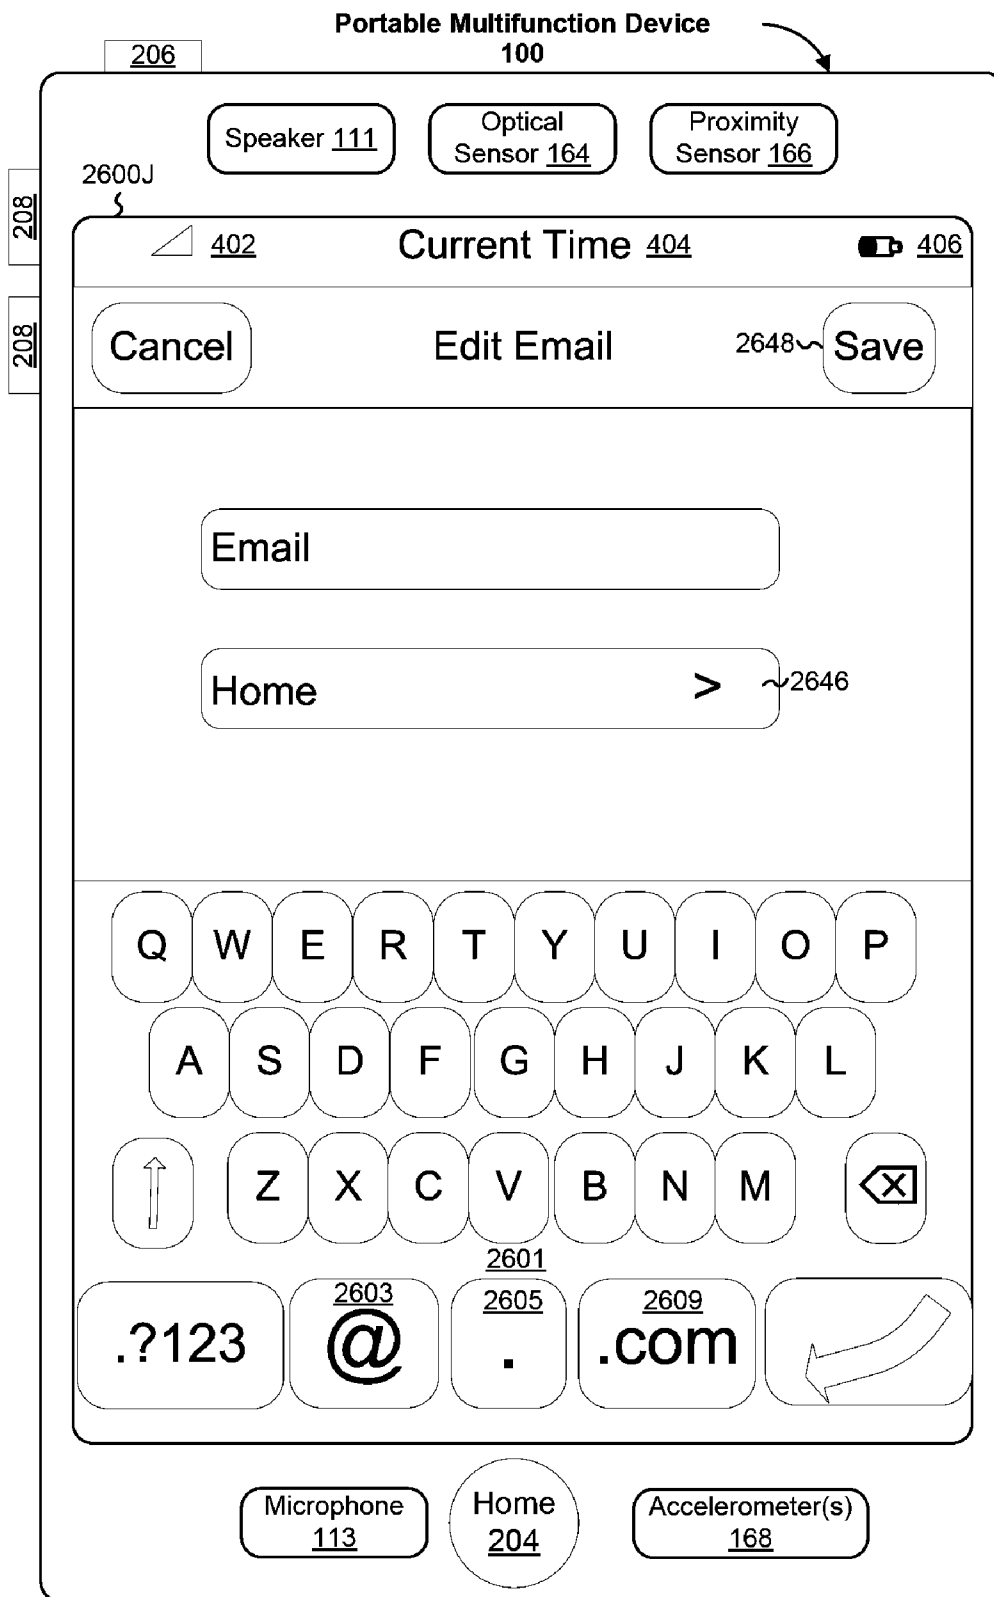 Portable Multifunction Device
100
206
Speaker 111
Optical
Sensor 164
Proximity
Sensor 166
2600J
208
402
Current Time 404
406
208
Cancel
Edit Email
2648
Save
Email
Home >
2646
Q W E R T Y U I O P
A S D F G H J K L
Z X C V B N M
2601
.?123
2603
@
2605
.
2609
.com
Microphone
113
Home
204
Accelerometer(s)
168